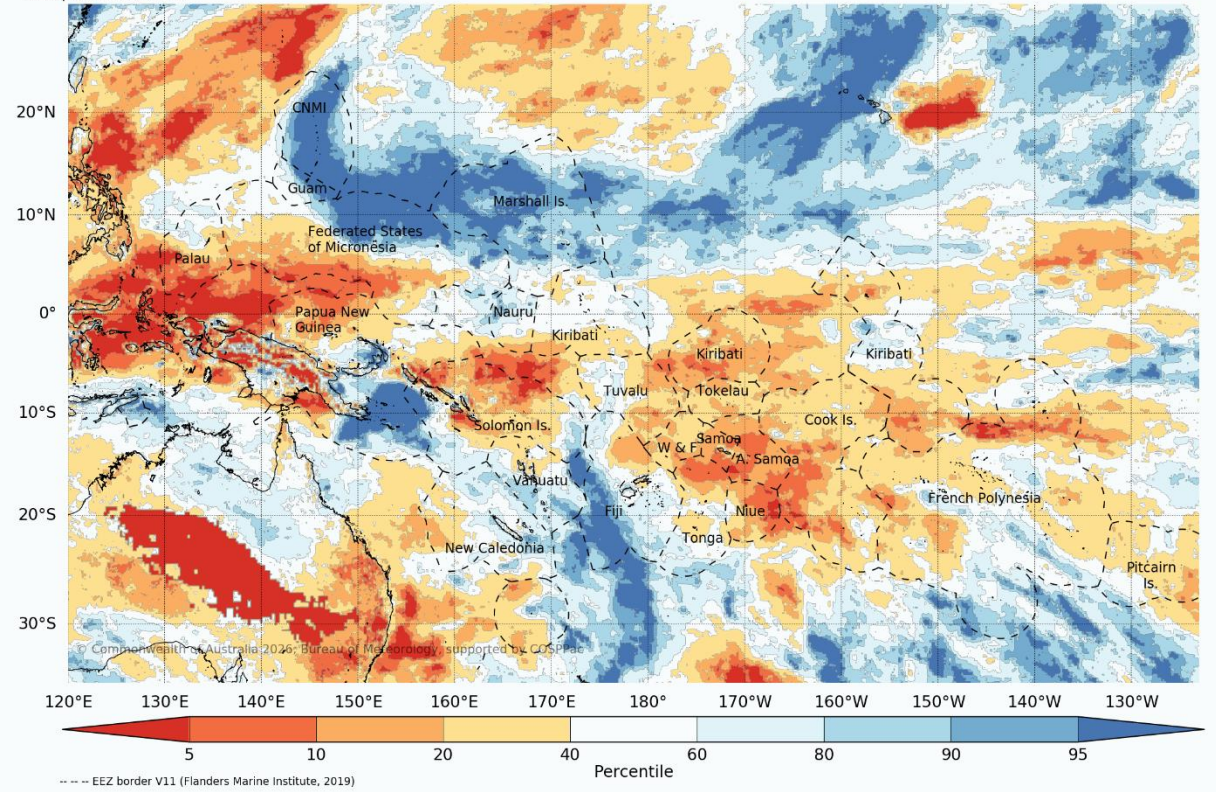 20°N
10°N
0°
10°S
20°S
30°S
CNMI
Guam
Marshall Is.
Federated States
of Micronesia
Palau
Papua New
Guinea
Nauru
Kiribati
Kiribati
Kiribati
Tuvalu
Tokelau
Solomon Is.
Cook Is.
W & F
Samoa
A. Samoa
Vanuatu
Fiji
Niue
French Polynesia
Tonga
New Caledonia
Pitcairn
Is.
© Commonwealth of Australia 2026, Bureau of Meteorology, supported by COSPPac
120°E 130°E 140°E 150°E 160°E 170°E 180° 170°W 160°W 150°W 140°W 130°W
5 10 20 40 60 80 90 95
Percentile
-- -- -- EEZ border V11 (Flanders Marine Institute, 2019)